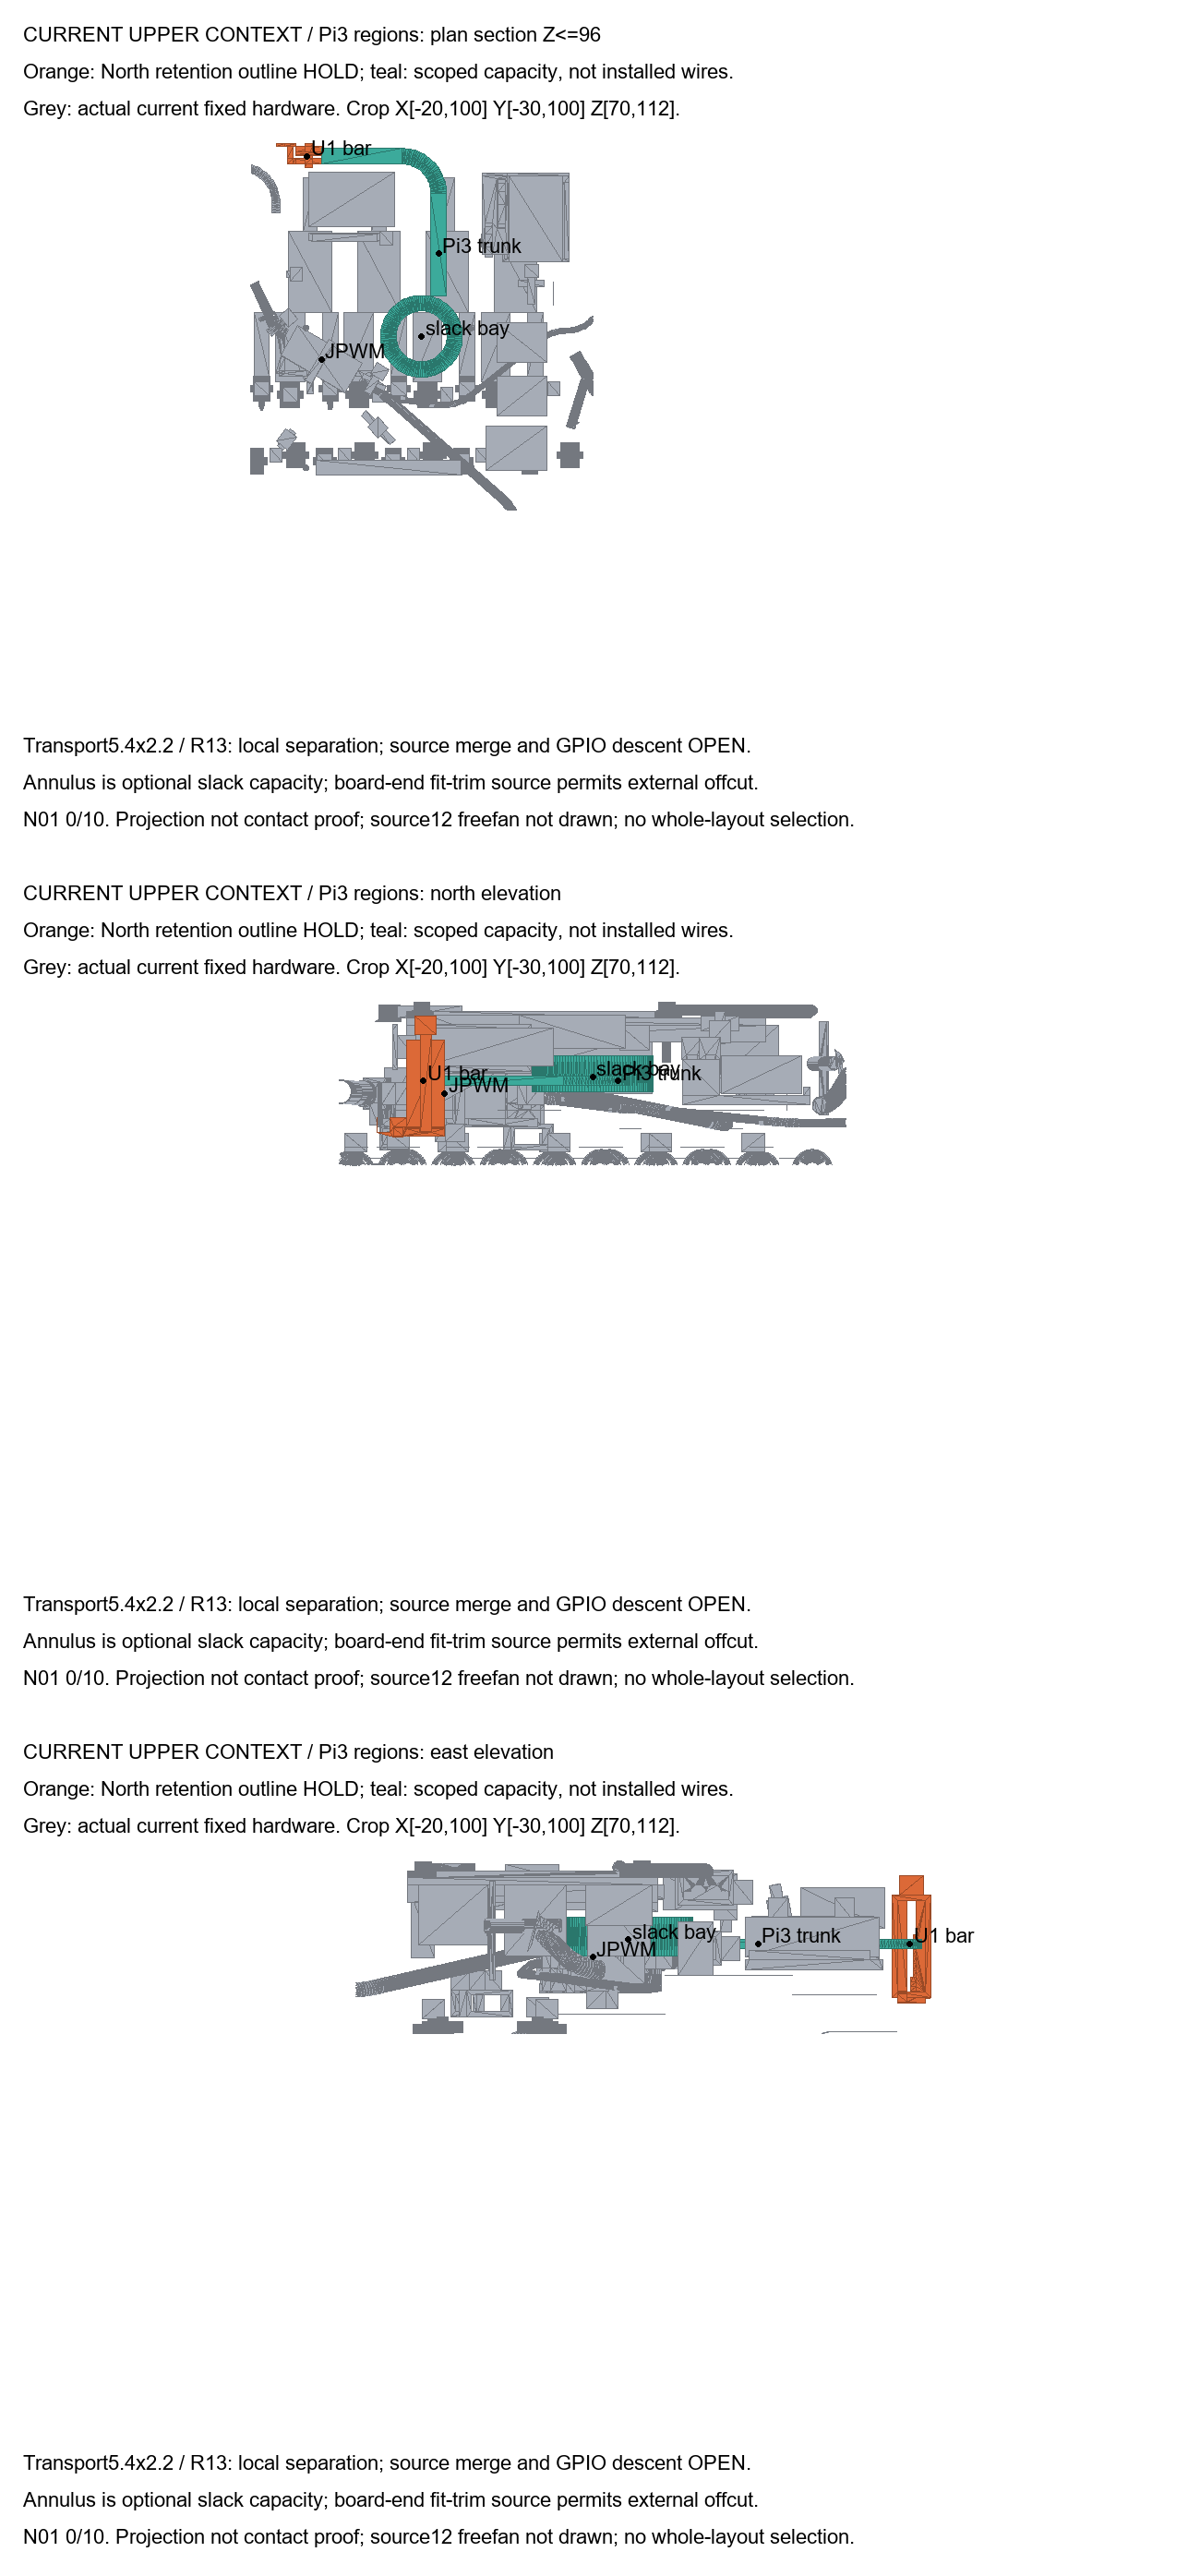 CURRENT UPPER CONTEXT / Pi3 regions: plan section Z<=96
Orange: North retention outline HOLD; teal: scoped capacity, not installed wires.
Grey: actual current fixed hardware. Crop X[-20,100] Y[-30,100] Z[70,112].
U1 bar
Pi3 trunk
slack bay
JPWM
Transport5.4x2.2 / R13: local separation; source merge and GPIO descent OPEN.
Annulus is optional slack capacity; board-end fit-trim source permits external offcut.
N01 0/10. Projection not contact proof; source12 freefan not drawn; no whole-layout selection.
CURRENT UPPER CONTEXT / Pi3 regions: north elevation
Orange: North retention outline HOLD; teal: scoped capacity, not installed wires.
Grey: actual current fixed hardware. Crop X[-20,100] Y[-30,100] Z[70,112].
slack bay
U1 bar
Pi3 trunk
JPWM
Transport5.4x2.2 / R13: local separation; source merge and GPIO descent OPEN.
Annulus is optional slack capacity; board-end fit-trim source permits external offcut.
N01 0/10. Projection not contact proof; source12 freefan not drawn; no whole-layout selection.
CURRENT UPPER CONTEXT / Pi3 regions: east elevation
Orange: North retention outline HOLD; teal: scoped capacity, not installed wires.
Grey: actual current fixed hardware. Crop X[-20,100] Y[-30,100] Z[70,112].
slack bay
Pi3 trunk
U1 bar
JPWM
Transport5.4x2.2 / R13: local separation; source merge and GPIO descent OPEN.
Annulus is optional slack capacity; board-end fit-trim source permits external offcut.
N01 0/10. Projection not contact proof; source12 freefan not drawn; no whole-layout selection.